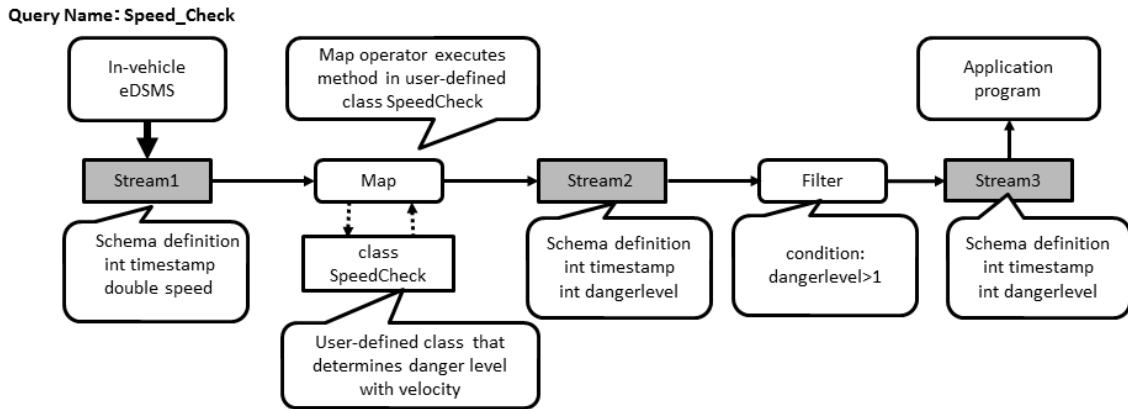 Query Name: Speed_Check
In-vehicle
eDSMS
Map operator executes
method in user-defined
class SpeedCheck
Application
program
Stream1
Map
Stream2
Filter
Stream3
Schema definition
int timestamp
double speed
class
SpeedCheck
Schema definition
int timestamp
int dangerlevel
condition:
dangerlevel>1
Schema definition
int timestamp
int dangerlevel
User-defined class that
determines danger level
with velocity